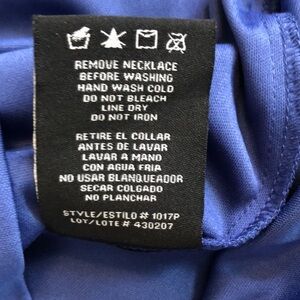 REMOVE NECKLACE
BEFORE WASHING
HAND WASH COLD
DO NOT BLEACH
LINE DRY
DO NOT IRON
RETIRE EL COLLAR
ANTES DE LAVAR
LAVAR A MANO
CON AGUA FRIA
NO USAR BLANQUEADOR
SECAR COLGADO
NO PLANCHAR
STYLE/ESTILO # 1017P
LOT/LOTE # 430207